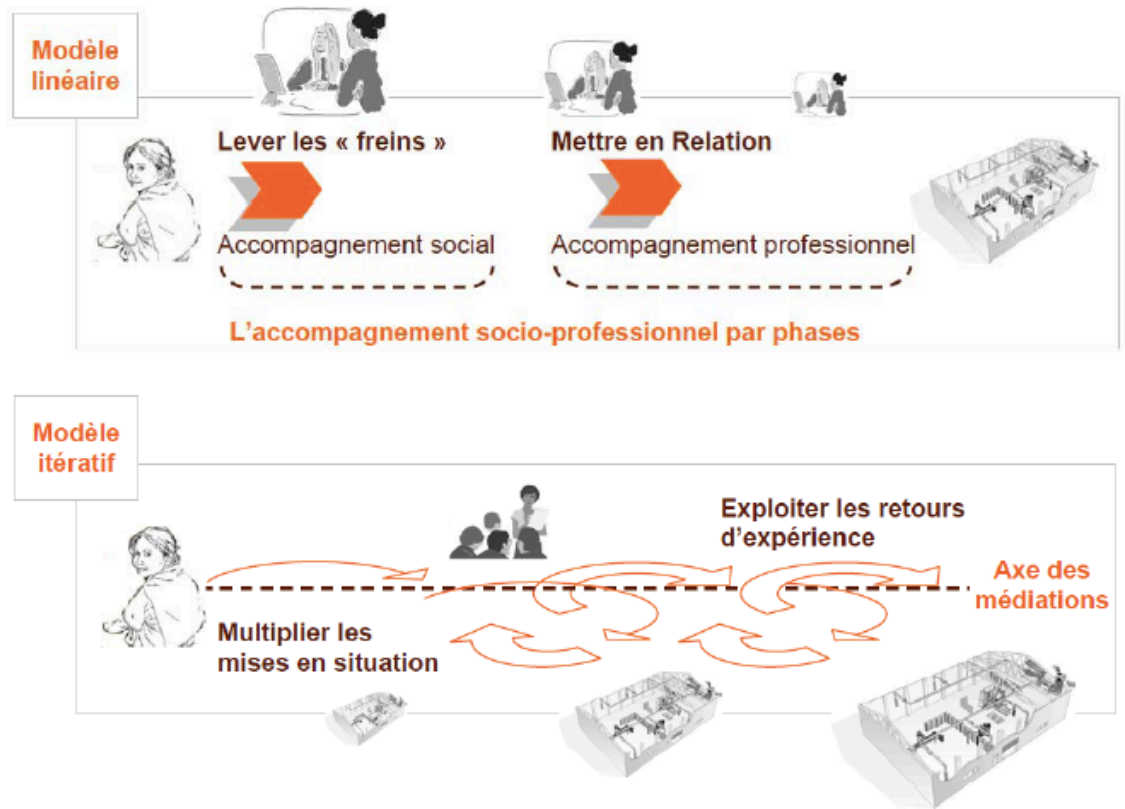 Modèle
linéaire
Lever les « freins »
Mettre en Relation
Accompagnement social
Accompagnement professionnel
L'accompagnement socio-professionnel par phases
Modèle
itératif
Exploiter les retours
d'expérience
Axe des
médiations
Multiplier les
mises en situation